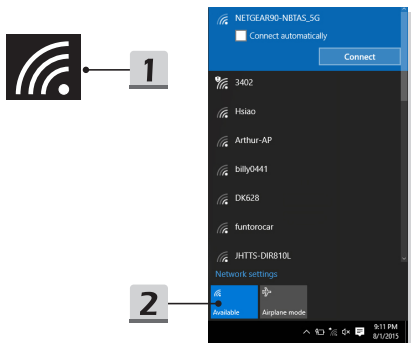 1
NETGEAR90-NBTAS_5G
Connect automatically
Connect
3402
Hsiao
Arthur-AP
billy0441
DK628
funtorocar
JHTTS-DIR810L
Network settings
2
Available
Airplane mode
9:11 PM
8/1/2015